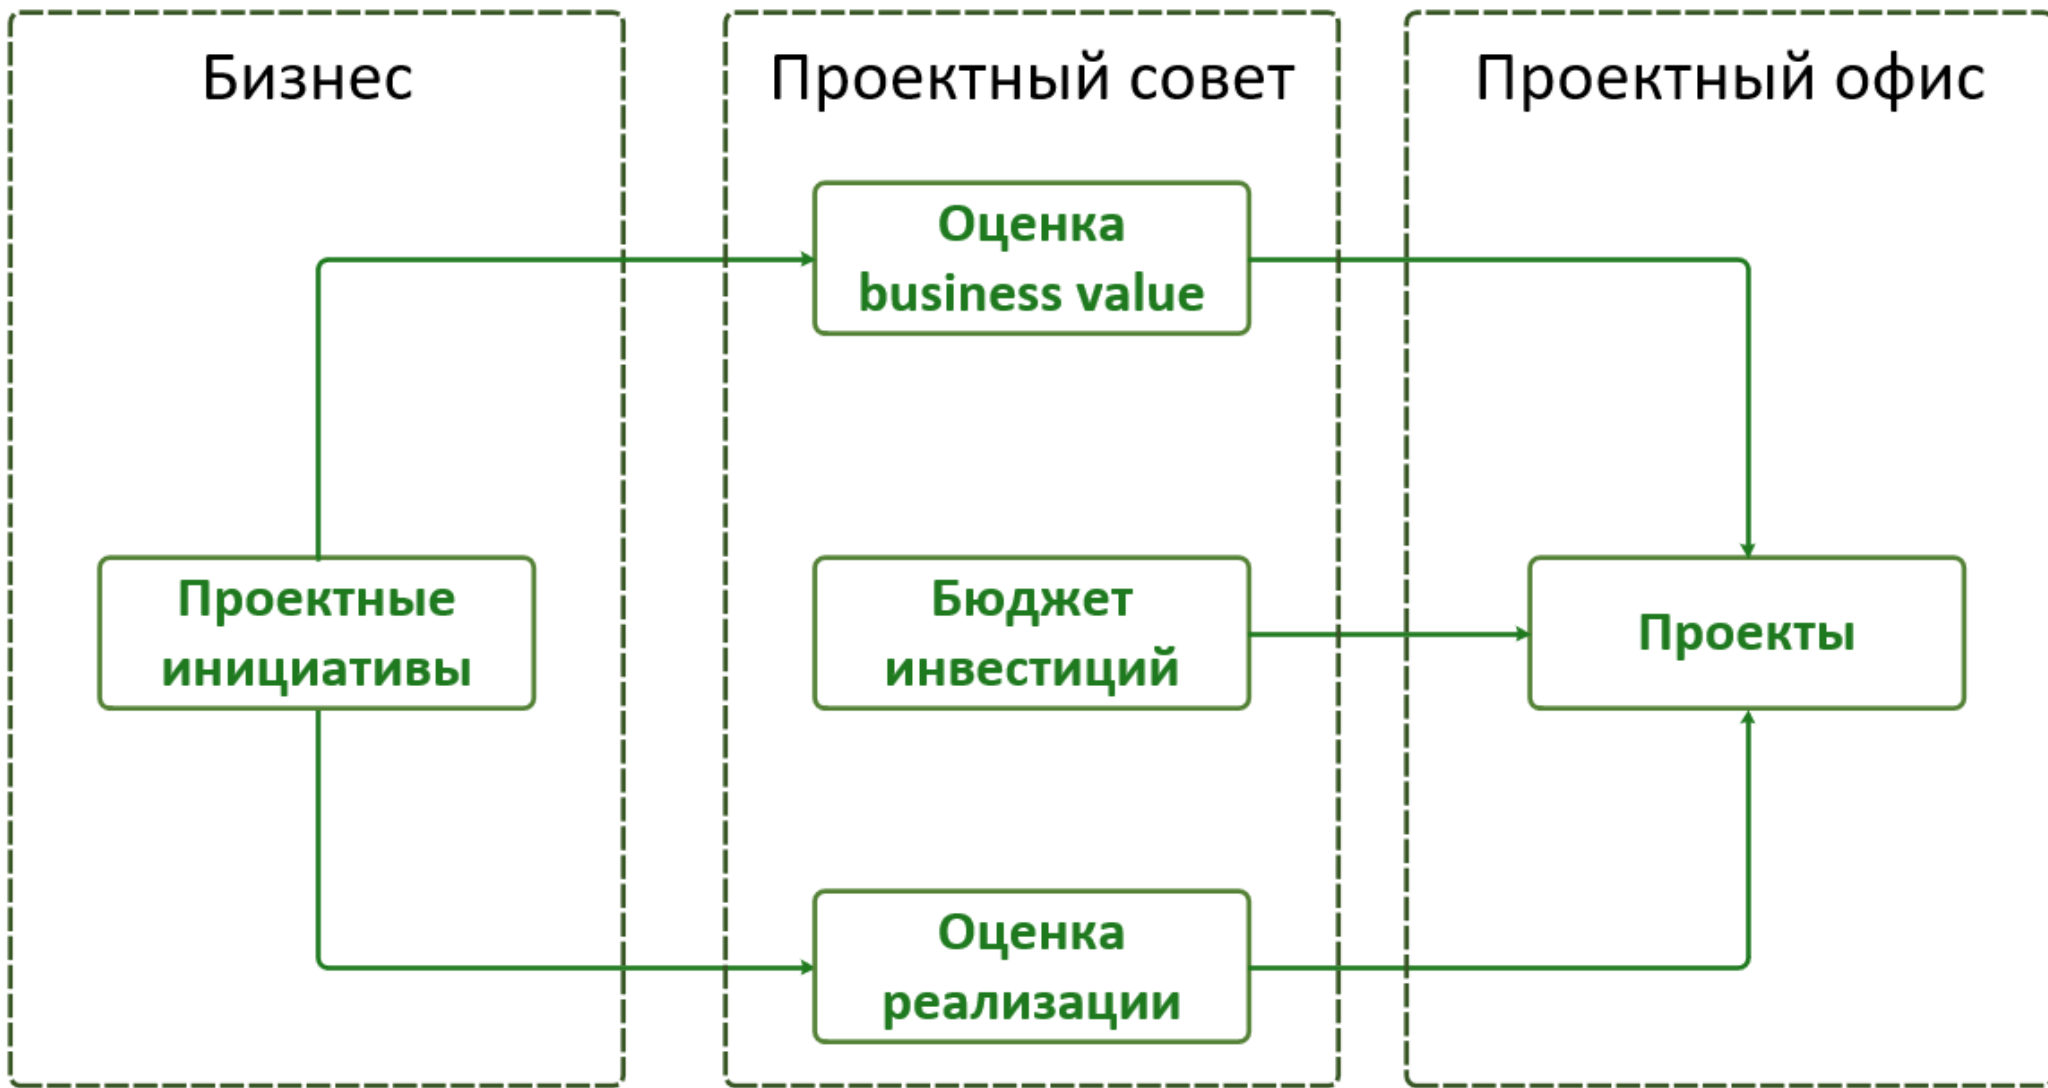 Бизнес
Проектный совет
Проектный офис
Оценка
business value
Проектные
инициативы
Бюджет
инвестиций
Проекты
Оценка
реализации